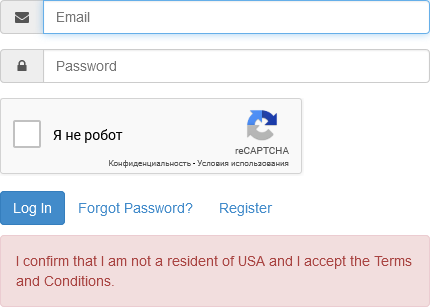 Email
Password
Я не робот
reCAPTCHA
Конфиденциальность - Условия использования
Log In Forgot Password? Register
I confirm that I am not a resident of USA and I accept the Terms
and Conditions.